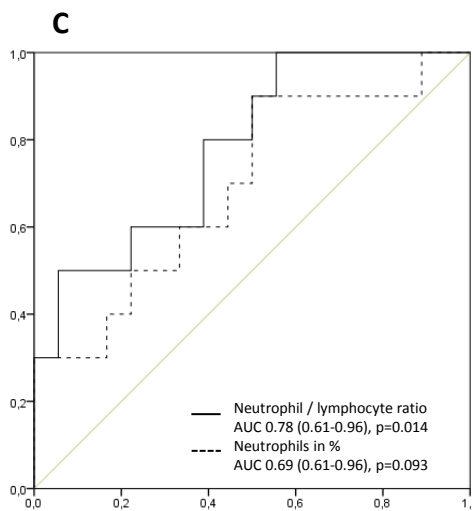 C
1,0
0,8
0,6
0,4
0,2
0,0
0,0 0,2 0,4 0,6 0,8 1,
Neutrophil / lymphocyte ratio
AUC 0.78 (0.61-0.96), p=0.014
Neutrophils in %
AUC 0.69 (0.61-0.96), p=0.093